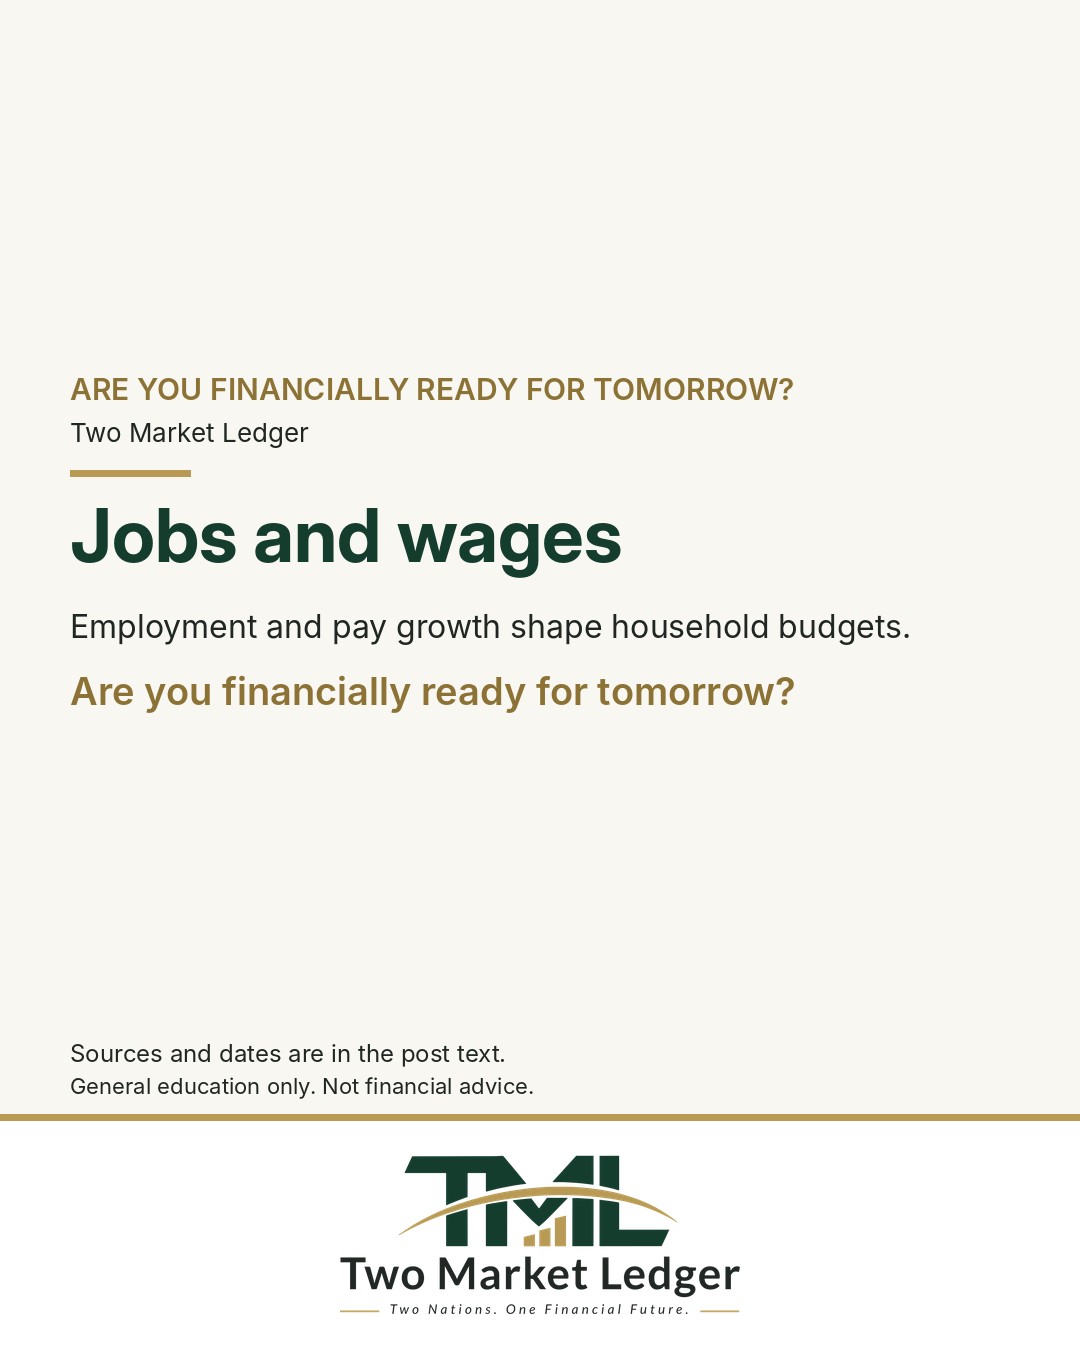 ARE YOU FINANCIALLY READY FOR TOMORROW?
Two Market Ledger
Jobs and wages
Employment and pay growth shape household budgets.
Are you financially ready for tomorrow?
Sources and dates are in the post text.
General education only. Not financial advice.
TML
Two Market Ledger
Two Nations. One Financial Future.